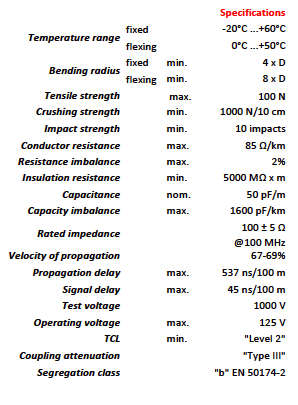 Specifications
Temperature range fixed -20°C ...+60°C
flexing 0°C ...+50°C
Bending radius fixed min. 4 x D
flexing min. 8 x D
Tensile strength max. 100 N
Crushing strength min. 1000 N/10 cm
Impact strength min. 10 impacts
Conductor resistance max. 85 Ω/km
Resistance imbalance max. 2%
Insulation resistance min. 5000 MΩ x m
Capacitance nom. 50 pF/m
Capacity imbalance max. 1600 pF/km
Rated impedance 100 ± 5 Ω
@100 MHz
Velocity of propagation 67-69%
Propagation delay max. 537 ns/100 m
Signal delay max. 45 ns/100 m
Test voltage 1000 V
Operating voltage max. 125 V
TCL min. "Level 2"
Coupling attenuation "Type III"
Segregation class "b" EN 50174-2